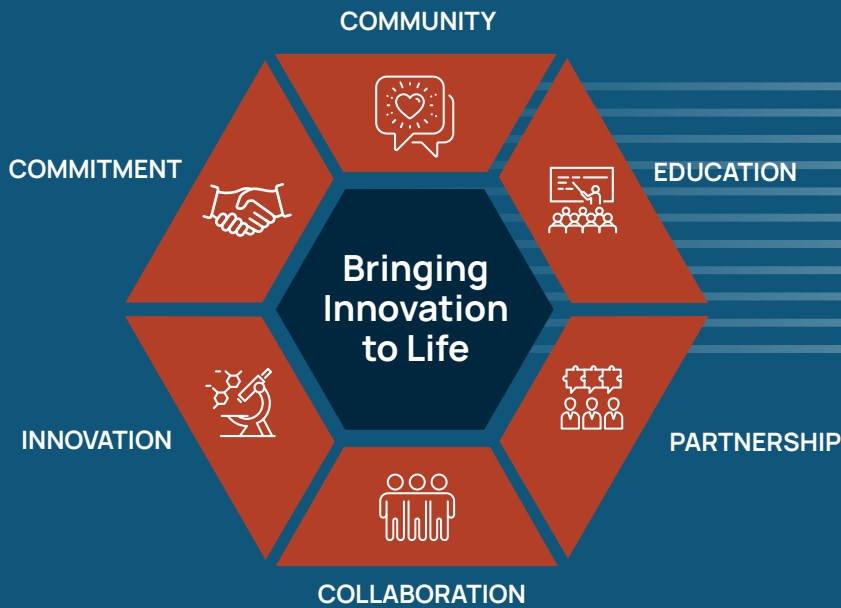 COMMUNITY
COMMITMENT
EDUCATION
Bringing
Innovation
to Life
INNOVATION
PARTNERSHIP
COLLABORATION